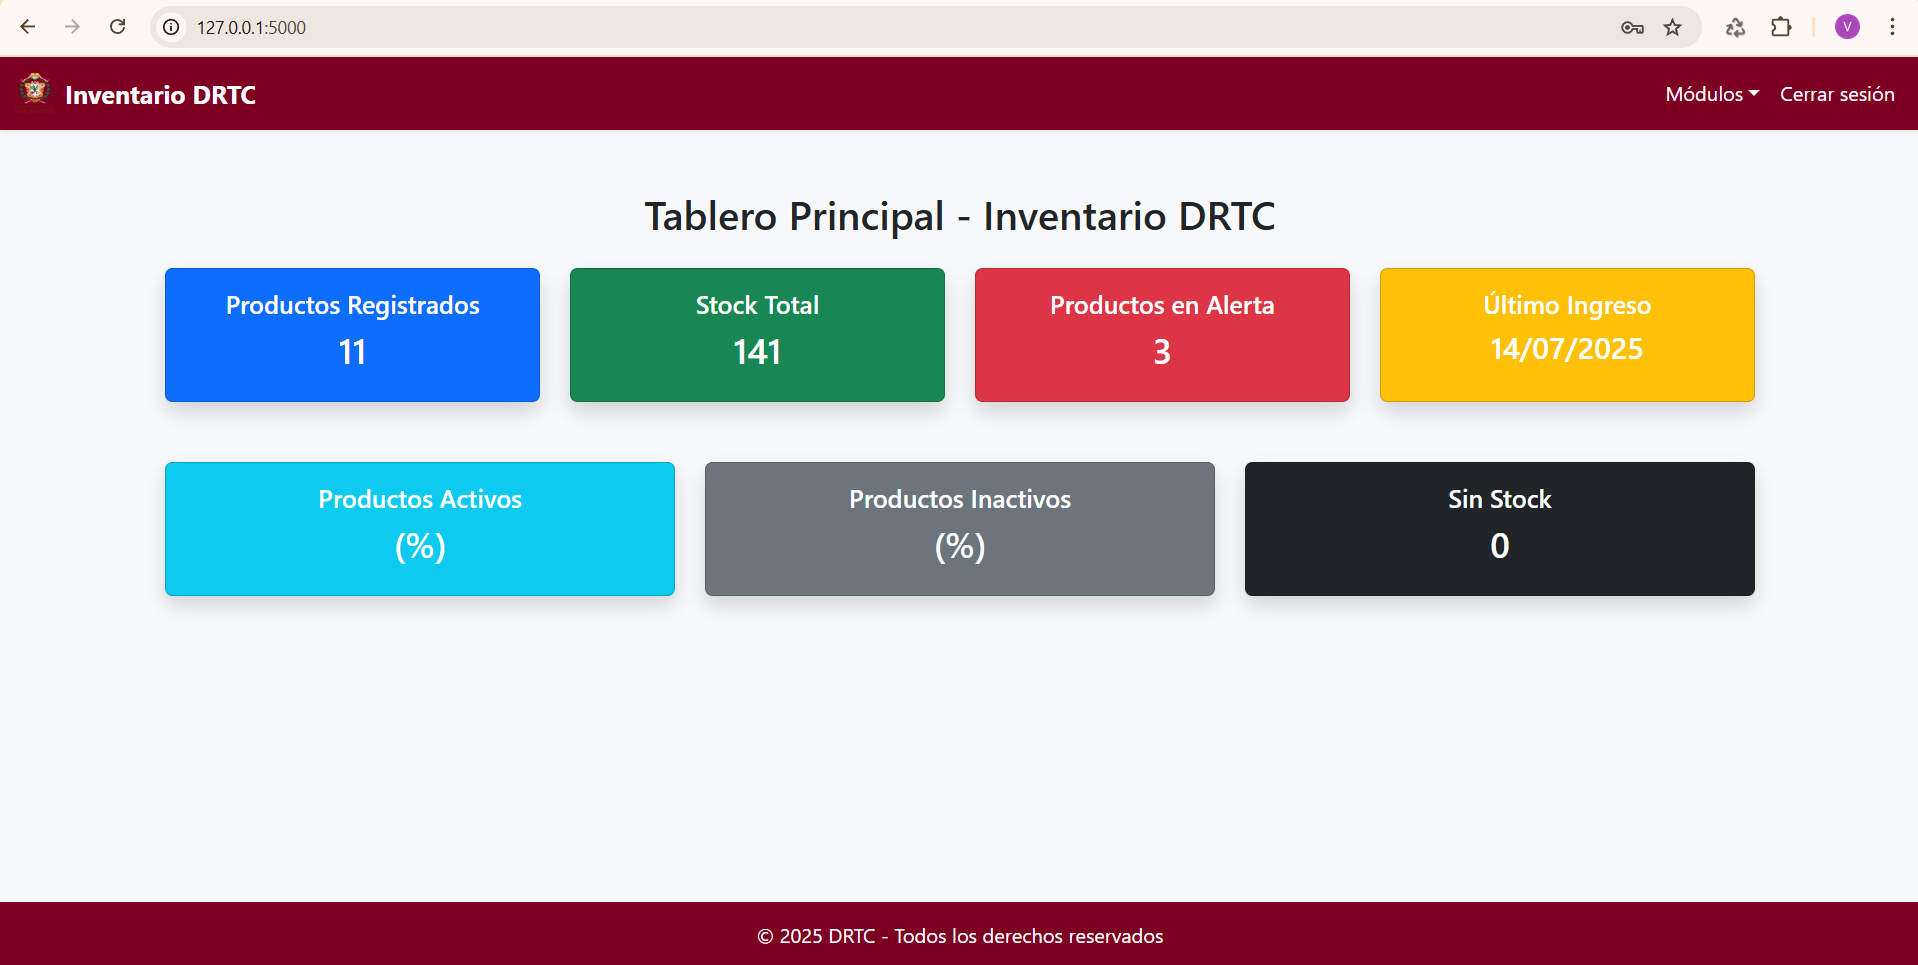 127.0.0.1:5000
V
Inventario DRTC
Módulos
Cerrar sesión
Tablero Principal - Inventario DRTC
Productos Registrados
11
Stock Total
141
Productos en Alerta
3
Último Ingreso
14/07/2025
Productos Activos
(%)
Productos Inactivos
(%)
Sin Stock
0
© 2025 DRTC - Todos los derechos reservados